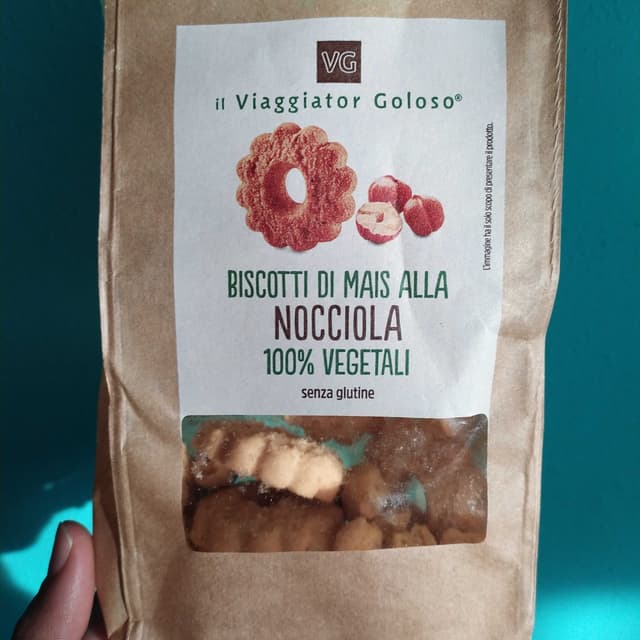 VG
il Viaggiator Goloso®
L'immagine ha il solo scopo di presentare il prodotto.
BISCOTTI DI MAIS ALLA
NOCCIOLA
100% VEGETALI
senza glutine